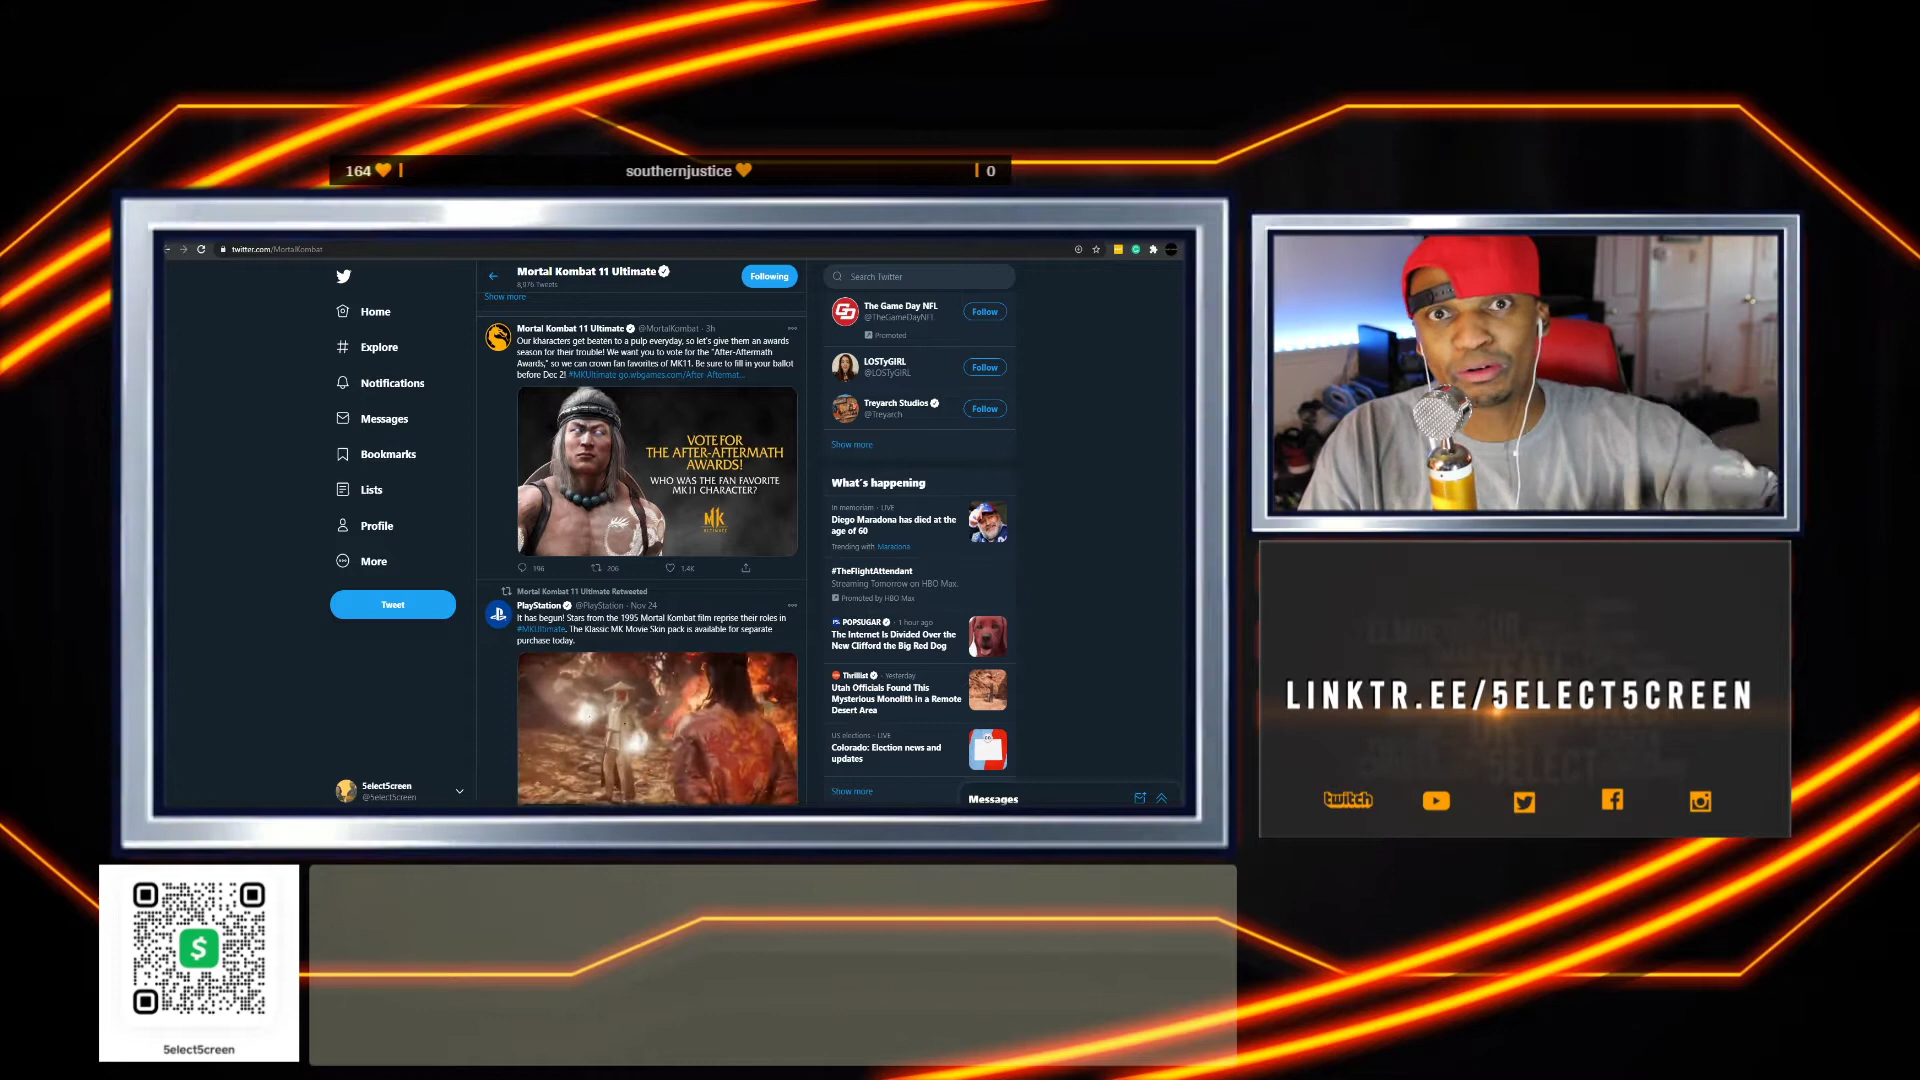 164
southernjustice
0
twitter.com/MortalKombat
Mortal Kombat 11 Ultimate
8,976 Tweets
Following
Show more
Home
Explore
Notifications
Messages
Bookmarks
Lists
Profile
More
Tweet
5elect5creen
@5elect5creen
Mortal Kombat 11 Ultimate @MortalKombat · 3h
Our kharacters get beaten to a pulp everyday, so let's give them an awards
season for their trouble! We want you to vote for the "After-Aftermath
Awards," so we can crown fan favorites of MK11. Be sure to fill in your ballot
before Dec 2! #MKUltimate go.wbgames.com/After-Aftermat...
VOTE FOR
THE AFTER-AFTERMATH
AWARDS!
WHO WAS THE FAN FAVORITE
MK11 CHARACTER?
MK
ULTIMATE
196
206
1.4K
Mortal Kombat 11 Ultimate Retweeted
PlayStation @PlayStation · Nov 24
It has begun! Stars from the 1995 Mortal Kombat film reprise their roles in
#MKUltimate. The Klassic MK Movie Skin pack is available for separate
purchase today.
Search Twitter
The Game Day NFL
@TheGameDayNFL
Follow
Promoted
LOSTyGIRL
@LOSTyGIRL
Follow
Treyarch Studios
@Treyarch
Follow
Show more
What's happening
In memoriam · LIVE
Diego Maradona has died at the
age of 60
Trending with Maradona
#TheFlightAttendant
Streaming Tomorrow on HBO Max.
Promoted by HBO Max
POPSUGAR · 1 hour ago
The Internet Is Divided Over the
New Clifford the Big Red Dog
Thrillist · Yesterday
Utah Officials Found This
Mysterious Monolith in a Remote
Desert Area
US elections · LIVE
Colorado: Election news and
updates
Show more
Messages
LINKTR.EE/5ELECT5CREEN
twitch
$
5elect5creen